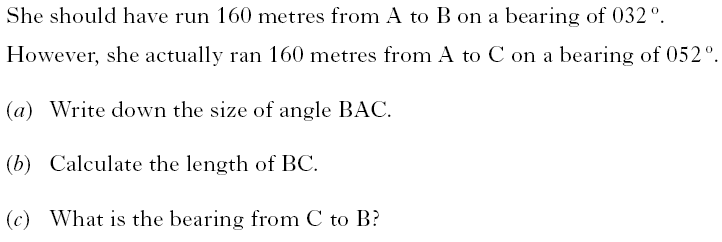 She should have run 160 metres from A to B on a bearing of 032 °.
However, she actually ran 160 metres from A to C on a bearing of 052 °.
(a) Write down the size of angle BAC.
(b) Calculate the length of BC.
(c) What is the bearing from C to B?